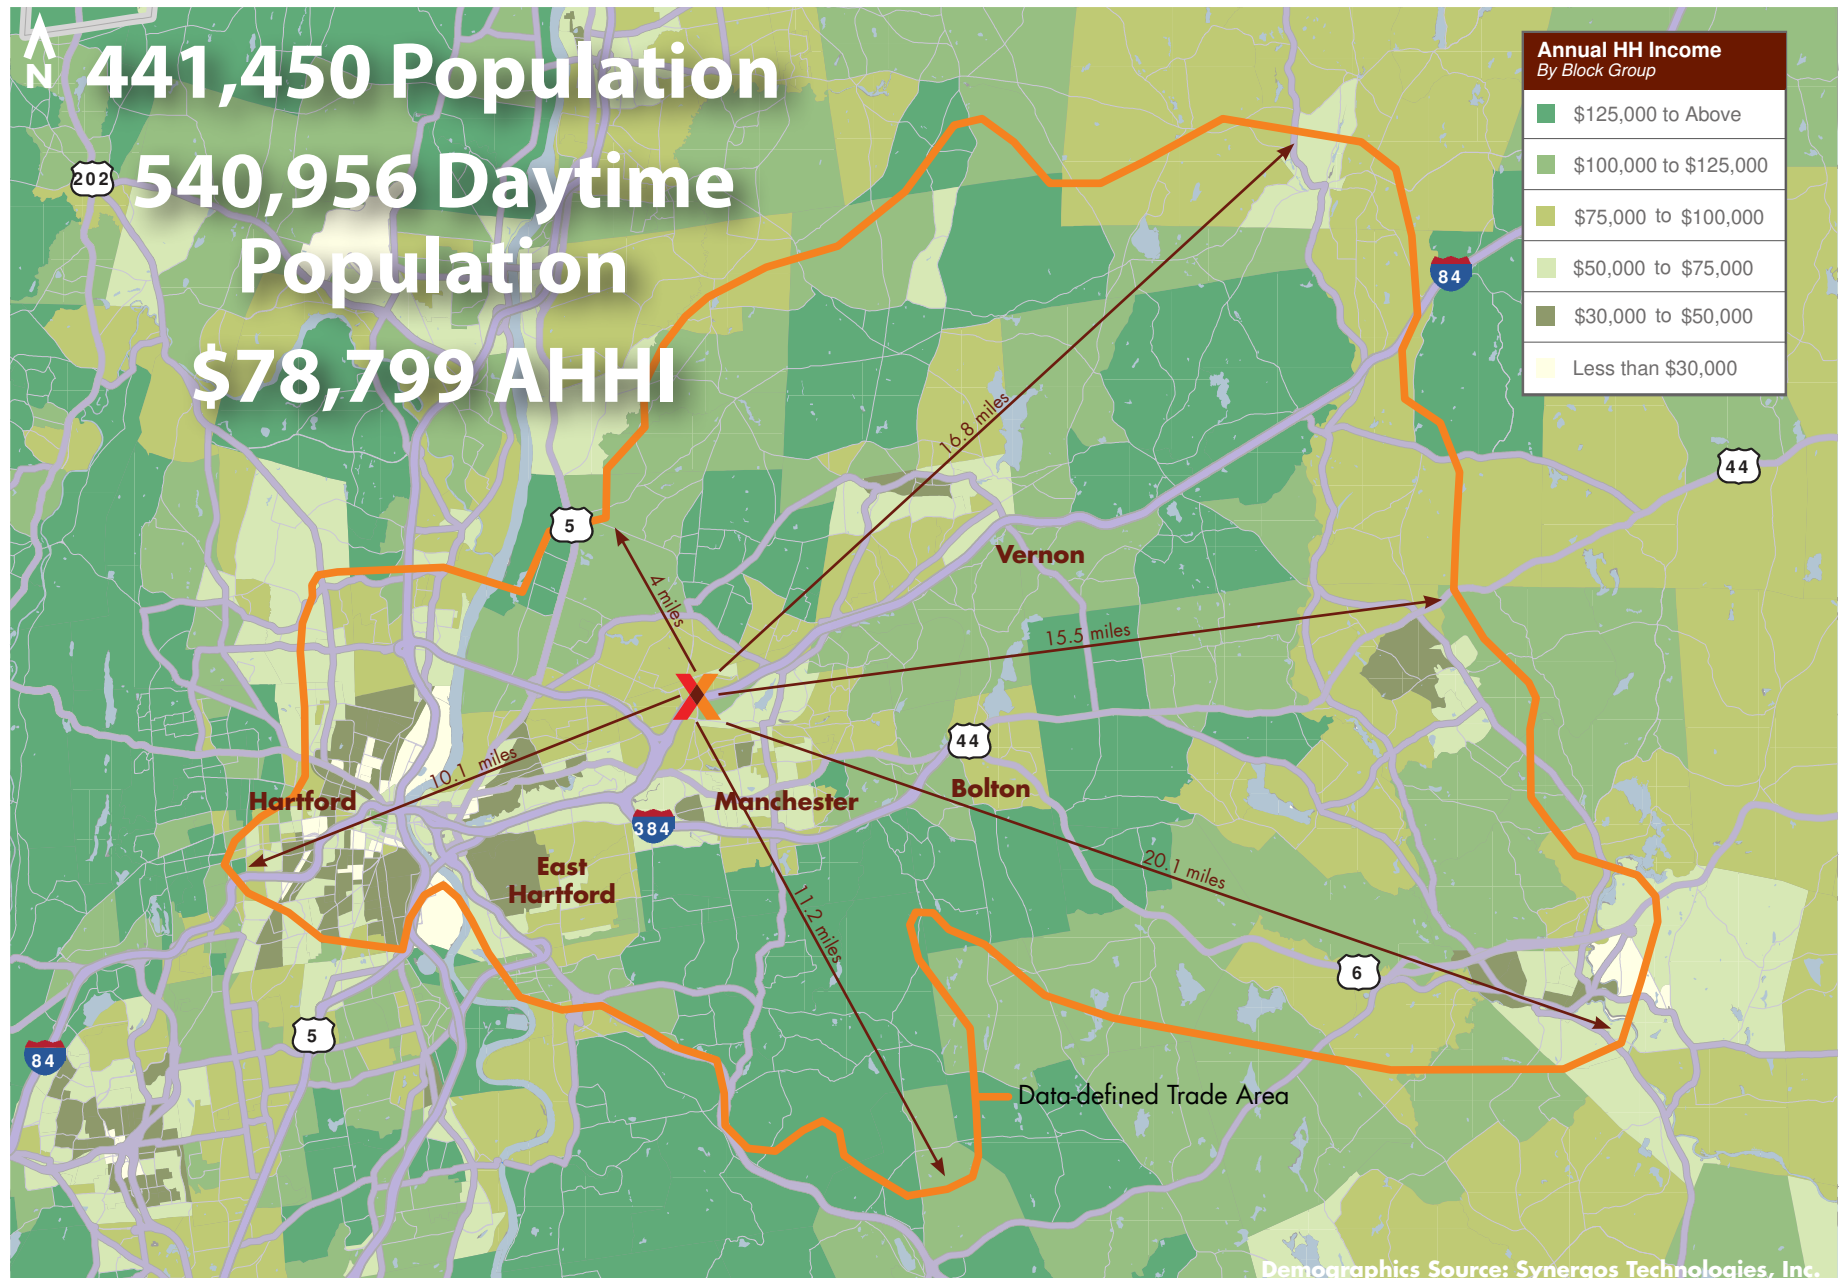 N
441,450 Population
540,956 Daytime
Population
$78,799 AHHI
Annual HH Income
By Block Group
$125,000 to Above
$100,000 to $125,000
$75,000 to $100,000
$50,000 to $75,000
$30,000 to $50,000
Less than $30,000
202
84
44
5
16.8 miles
Vernon
4 miles
15.5 miles
44
10.1 miles
Hartford
Manchester
Bolton
384
East
Hartford
20.1 miles
11.2 miles
6
5
84
Data-defined Trade Area
Demographics Source: Synergos Technologies, Inc.